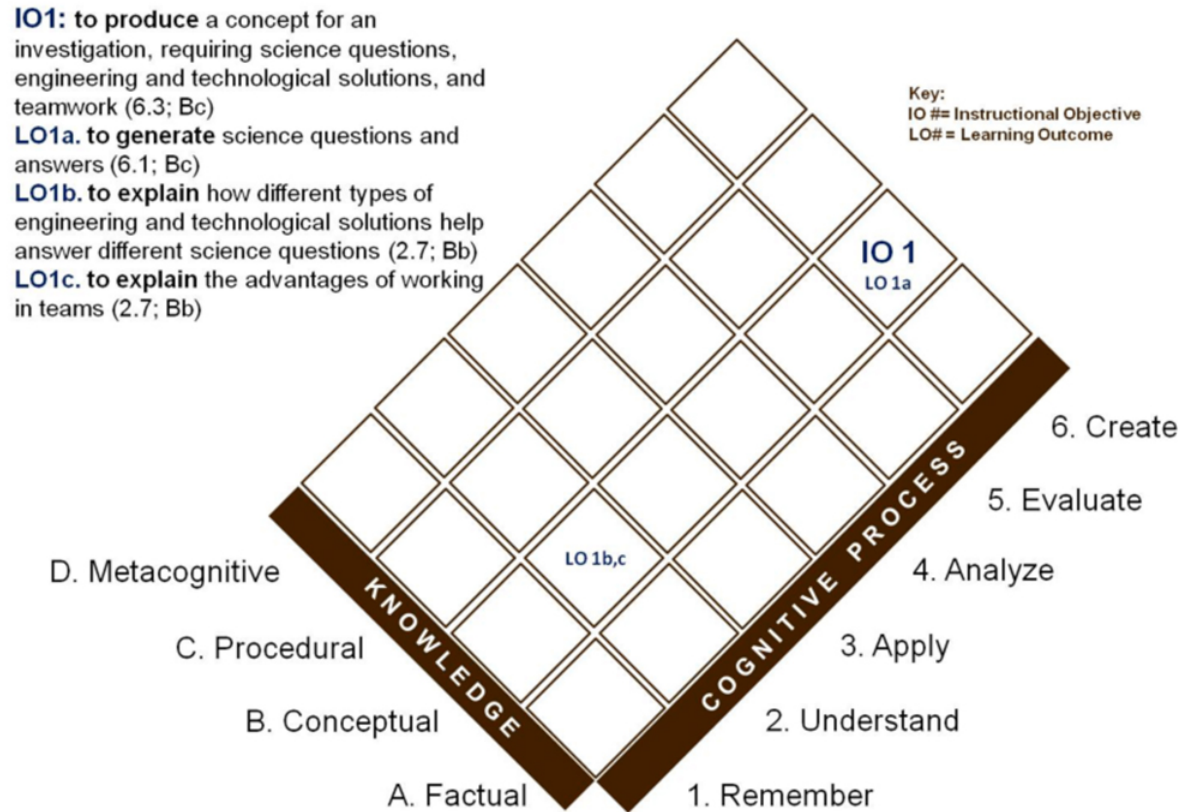 IO1: to produce a concept for an
investigation, requiring science questions,
engineering and technological solutions, and
teamwork (6.3; Bc)
LO1a. to generate science questions and
answers (6.1; Bc)
LO1b. to explain how different types of
engineering and technological solutions help
answer different science questions (2.7; Bb)
LO1c. to explain the advantages of working
in teams (2.7; Bb)
Key:
IO #= Instructional Objective
LO#= Learning Outcome
IO 1
LO 1a
LO 1b,c
KNOWLEDGE
COGNITIVE PROCESS
D. Metacognitive
C. Procedural
B. Conceptual
A. Factual
6. Create
5. Evaluate
4. Analyze
3. Apply
2. Understand
1. Remember